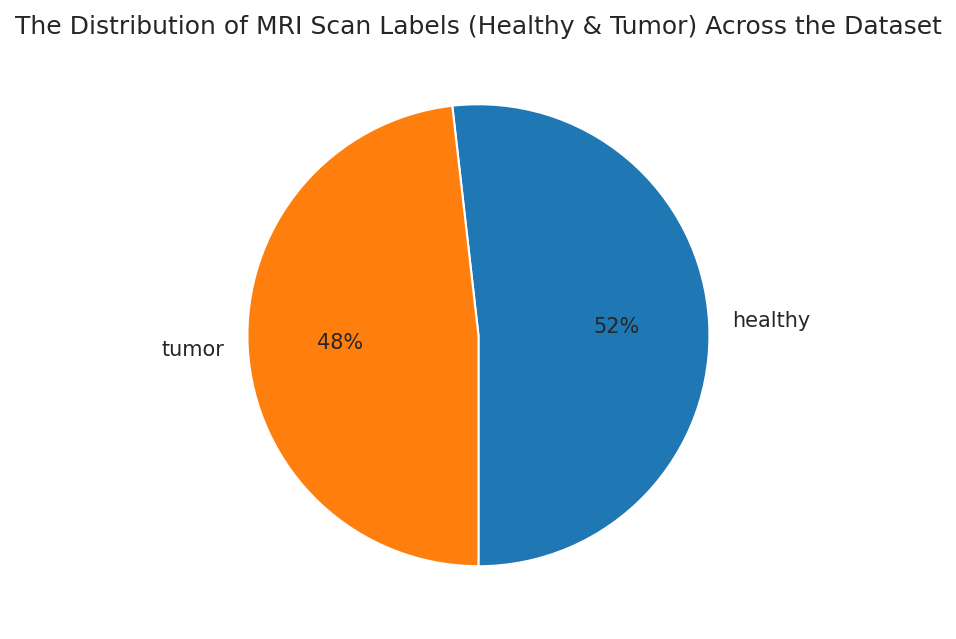 The Distribution of MRI Scan Labels (Healthy & Tumor) Across the Dataset
healthy
52%
48%
tumor